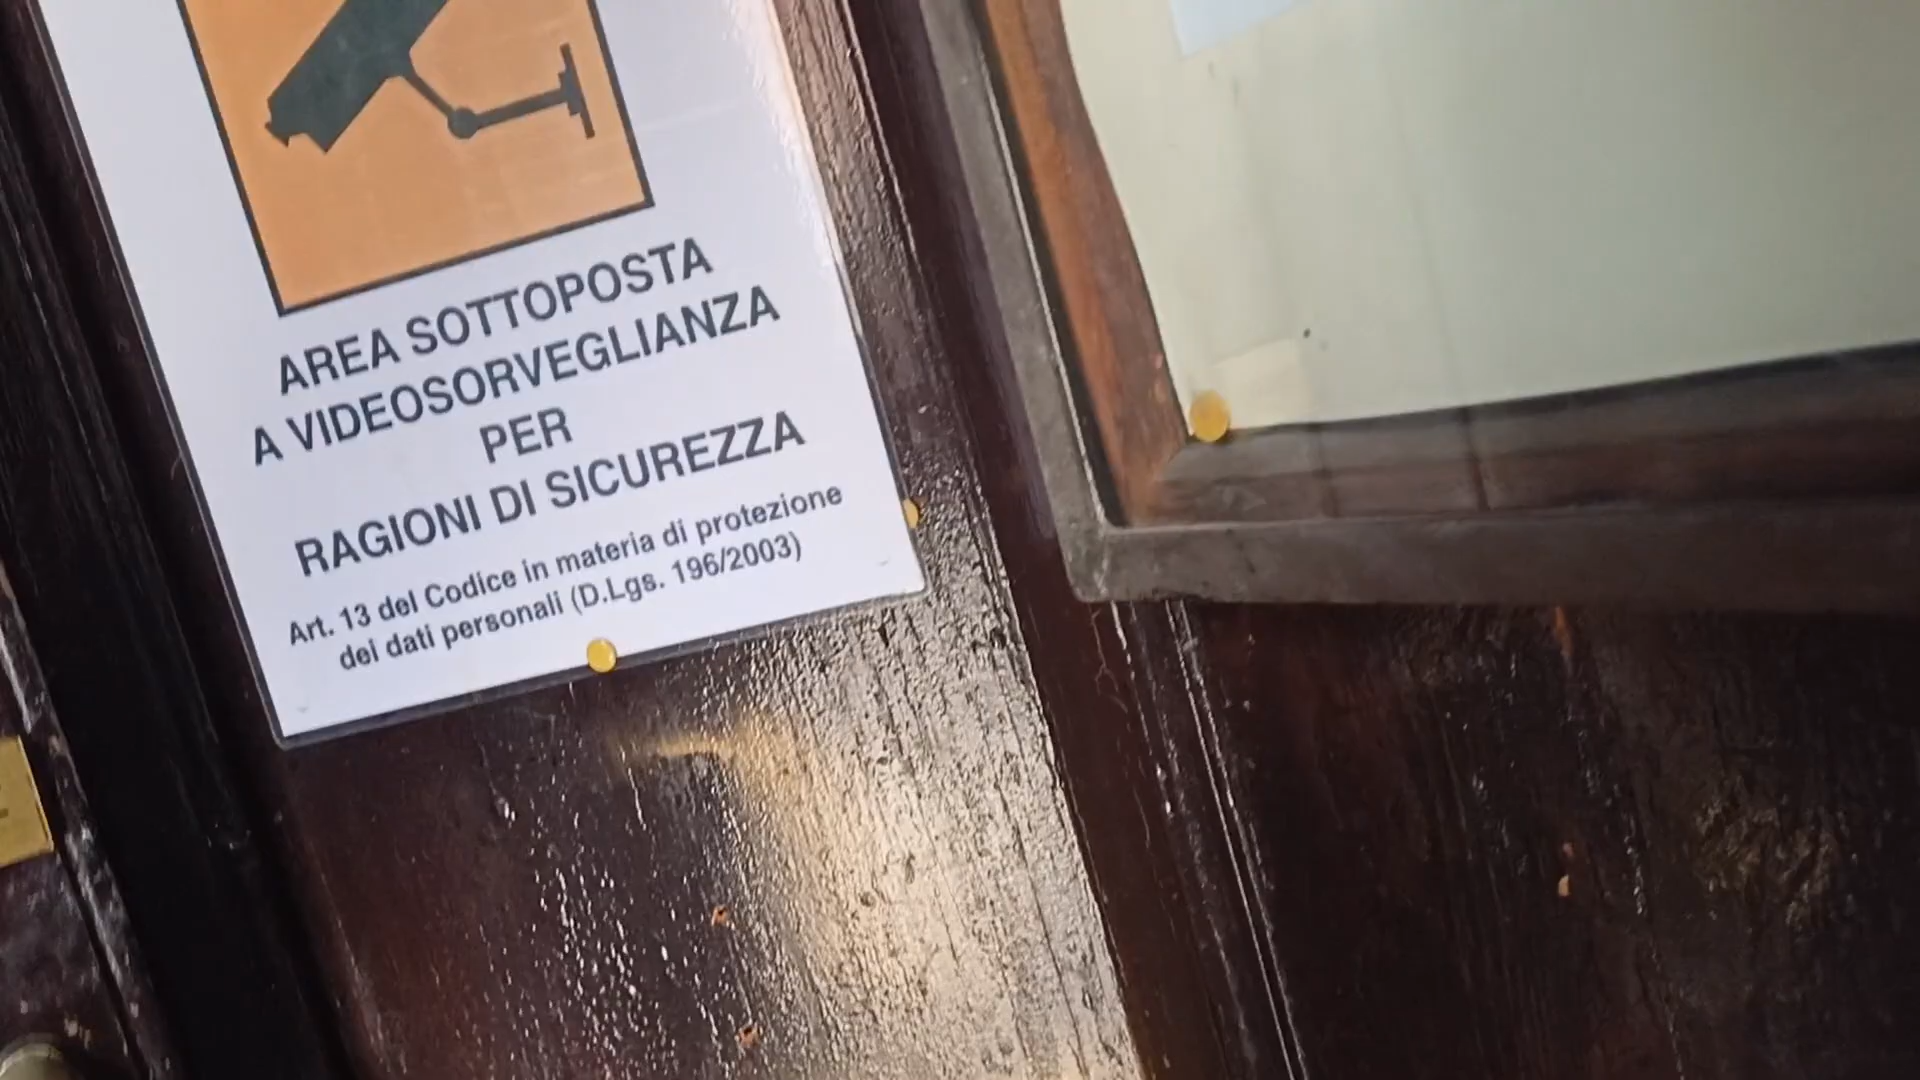 AREA SOTTOPOSTA
A VIDEOSORVEGLIANZA
PER
RAGIONI DI SICUREZZA
Art. 13 del Codice in materia di protezione
dei dati personali (D.Lgs. 196/2003)